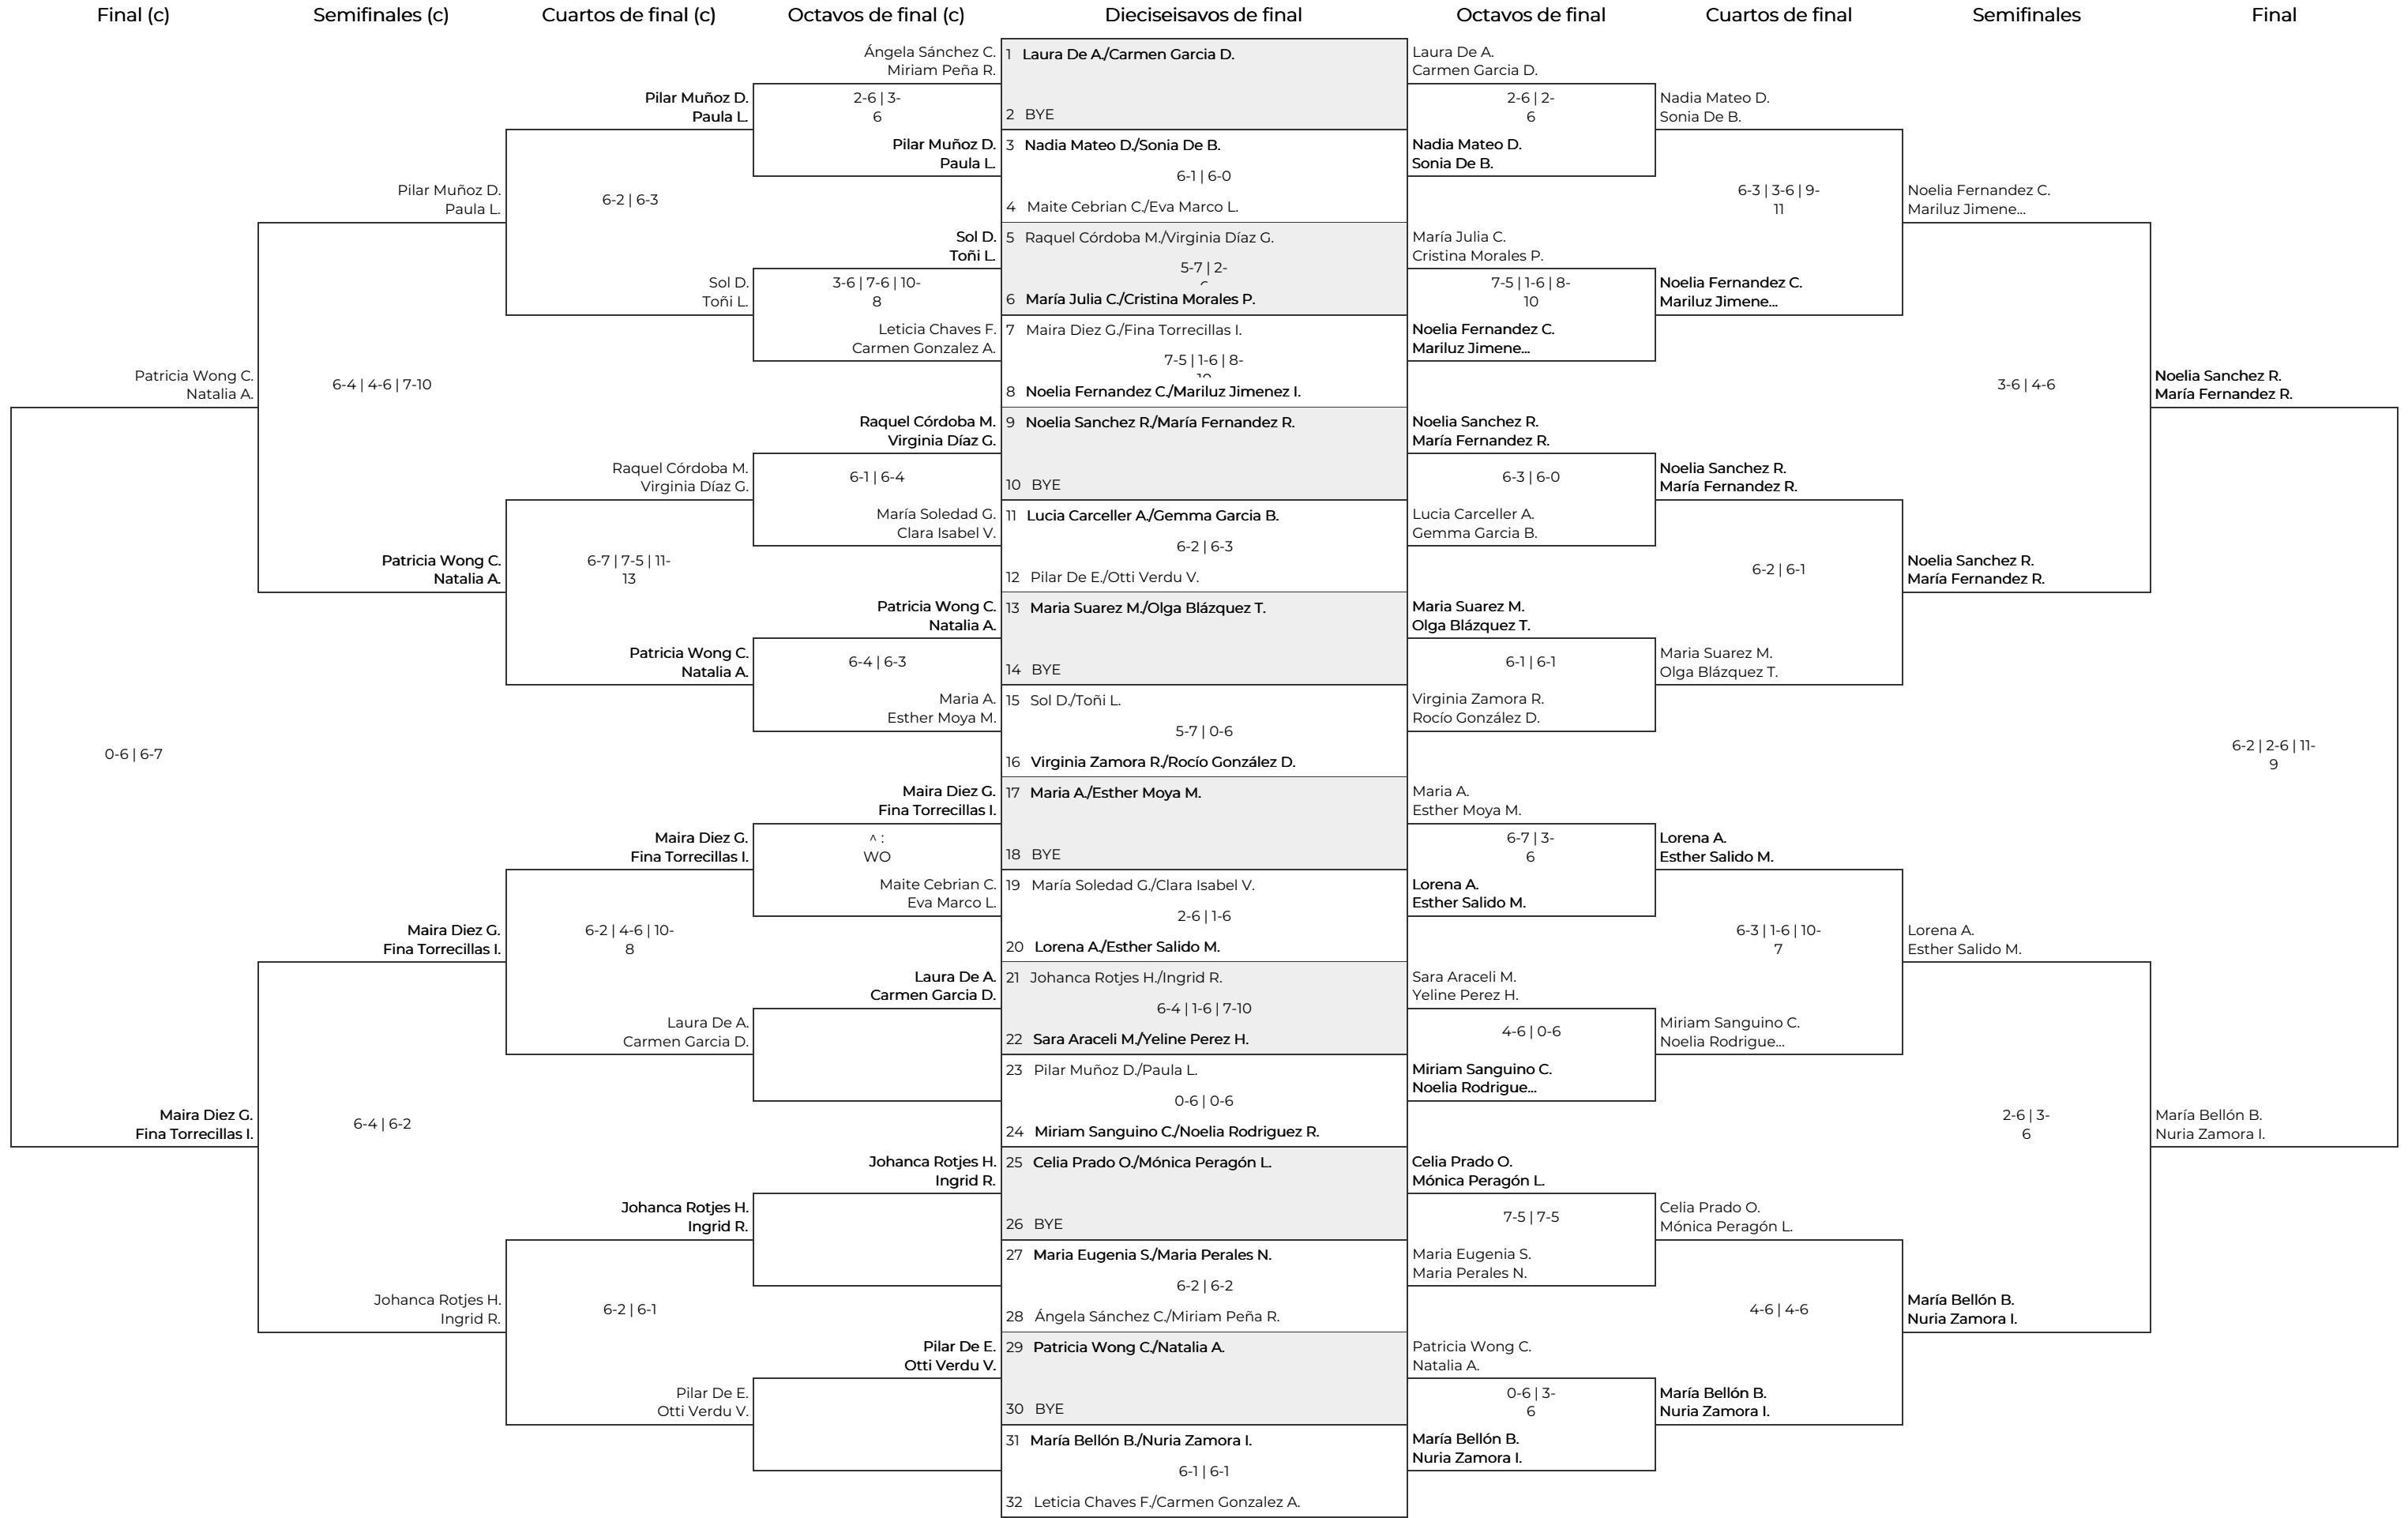 Final (c)
Semifinales (c)
Cuartos de final (c)
Octavos de final (c)
Dieciseisavos de final
Octavos de final
Cuartos de final
Semifinales
Final
Patricia Wong C.
Natalia A.
0-6 | 6-7
Maira Diez G.
Fina Torrecillas I.
Pilar Muñoz D.
Paula L.
6-4 | 4-6 | 7-10
Patricia Wong C.
Natalia A.
Maira Diez G.
Fina Torrecillas I.
6-4 | 6-2
Johanca Rotjes H.
Ingrid R.
Pilar Muñoz D.
Paula L.
6-2 | 6-3
Sol D.
Toñi L.
Raquel Córdoba M.
Virginia Díaz G.
6-7 | 7-5 | 11-
13
Patricia Wong C.
Natalia A.
Maira Diez G.
Fina Torrecillas I.
6-2 | 4-6 | 10-
8
Laura De A.
Carmen Garcia D.
Johanca Rotjes H.
Ingrid R.
6-2 | 6-1
Pilar De E.
Otti Verdu V.
Ángela Sánchez C.
Miriam Peña R.
2-6 | 3-
6
Pilar Muñoz D.
Paula L.
Sol D.
Toñi L.
3-6 | 7-6 | 10-
8
Leticia Chaves F.
Carmen Gonzalez A.
Raquel Córdoba M.
Virginia Díaz G.
6-1 | 6-4
María Soledad G.
Clara Isabel V.
Patricia Wong C.
Natalia A.
6-4 | 6-3
Maria A.
Esther Moya M.
Maira Diez G.
Fina Torrecillas I.
^ :
WO
Maite Cebrian C.
Eva Marco L.
Laura De A.
Carmen Garcia D.
Johanca Rotjes H.
Ingrid R.
Pilar De E.
Otti Verdu V.
1 Laura De A./Carmen Garcia D.
2 BYE
3 Nadia Mateo D./Sonia De B.
6-1 | 6-0
4 Maite Cebrian C./Eva Marco L.
5 Raquel Córdoba M./Virginia Díaz G.
5-7 | 2-
6 María Julia C./Cristina Morales P.
7 Maira Diez G./Fina Torrecillas I.
7-5 | 1-6 | 8-
8 Noelia Fernandez C./Mariluz Jimenez I.
9 Noelia Sanchez R./María Fernandez R.
10 BYE
11 Lucia Carceller A./Gemma Garcia B.
6-2 | 6-3
12 Pilar De E./Otti Verdu V.
13 Maria Suarez M./Olga Blázquez T.
14 BYE
15 Sol D./Toñi L.
5-7 | 0-6
16 Virginia Zamora R./Rocío González D.
17 Maria A./Esther Moya M.
18 BYE
19 María Soledad G./Clara Isabel V.
2-6 | 1-6
20 Lorena A./Esther Salido M.
21 Johanca Rotjes H./Ingrid R.
6-4 | 1-6 | 7-10
22 Sara Araceli M./Yeline Perez H.
23 Pilar Muñoz D./Paula L.
0-6 | 0-6
24 Miriam Sanguino C./Noelia Rodriguez R.
25 Celia Prado O./Mónica Peragón L.
26 BYE
27 Maria Eugenia S./Maria Perales N.
6-2 | 6-2
28 Ángela Sánchez C./Miriam Peña R.
29 Patricia Wong C./Natalia A.
30 BYE
31 María Bellón B./Nuria Zamora I.
6-1 | 6-1
32 Leticia Chaves F./Carmen Gonzalez A.
Laura De A.
Carmen Garcia D.
2-6 | 2-
6
Nadia Mateo D.
Sonia De B.
María Julia C.
Cristina Morales P.
7-5 | 1-6 | 8-
10
Noelia Fernandez C.
Mariluz Jimene...
Noelia Sanchez R.
María Fernandez R.
6-3 | 6-0
Lucia Carceller A.
Gemma Garcia B.
Maria Suarez M.
Olga Blázquez T.
6-1 | 6-1
Virginia Zamora R.
Rocío González D.
Maria A.
Esther Moya M.
6-7 | 3-
6
Lorena A.
Esther Salido M.
Sara Araceli M.
Yeline Perez H.
4-6 | 0-6
Miriam Sanguino C.
Noelia Rodrigue...
Celia Prado O.
Mónica Peragón L.
7-5 | 7-5
Maria Eugenia S.
Maria Perales N.
Patricia Wong C.
Natalia A.
0-6 | 3-
6
María Bellón B.
Nuria Zamora I.
Nadia Mateo D.
Sonia De B.
6-3 | 3-6 | 9-
11
Noelia Fernandez C.
Mariluz Jimene...
Noelia Sanchez R.
María Fernandez R.
6-2 | 6-1
Maria Suarez M.
Olga Blázquez T.
Lorena A.
Esther Salido M.
6-3 | 1-6 | 10-
7
Miriam Sanguino C.
Noelia Rodrigue...
Celia Prado O.
Mónica Peragón L.
4-6 | 4-6
María Bellón B.
Nuria Zamora I.
Noelia Fernandez C.
Mariluz Jimene...
3-6 | 4-6
Noelia Sanchez R.
María Fernandez R.
Lorena A.
Esther Salido M.
2-6 | 3-
6
María Bellón B.
Nuria Zamora I.
Noelia Sanchez R.
María Fernandez R.
6-2 | 2-6 | 11-
9
María Bellón B.
Nuria Zamora I.